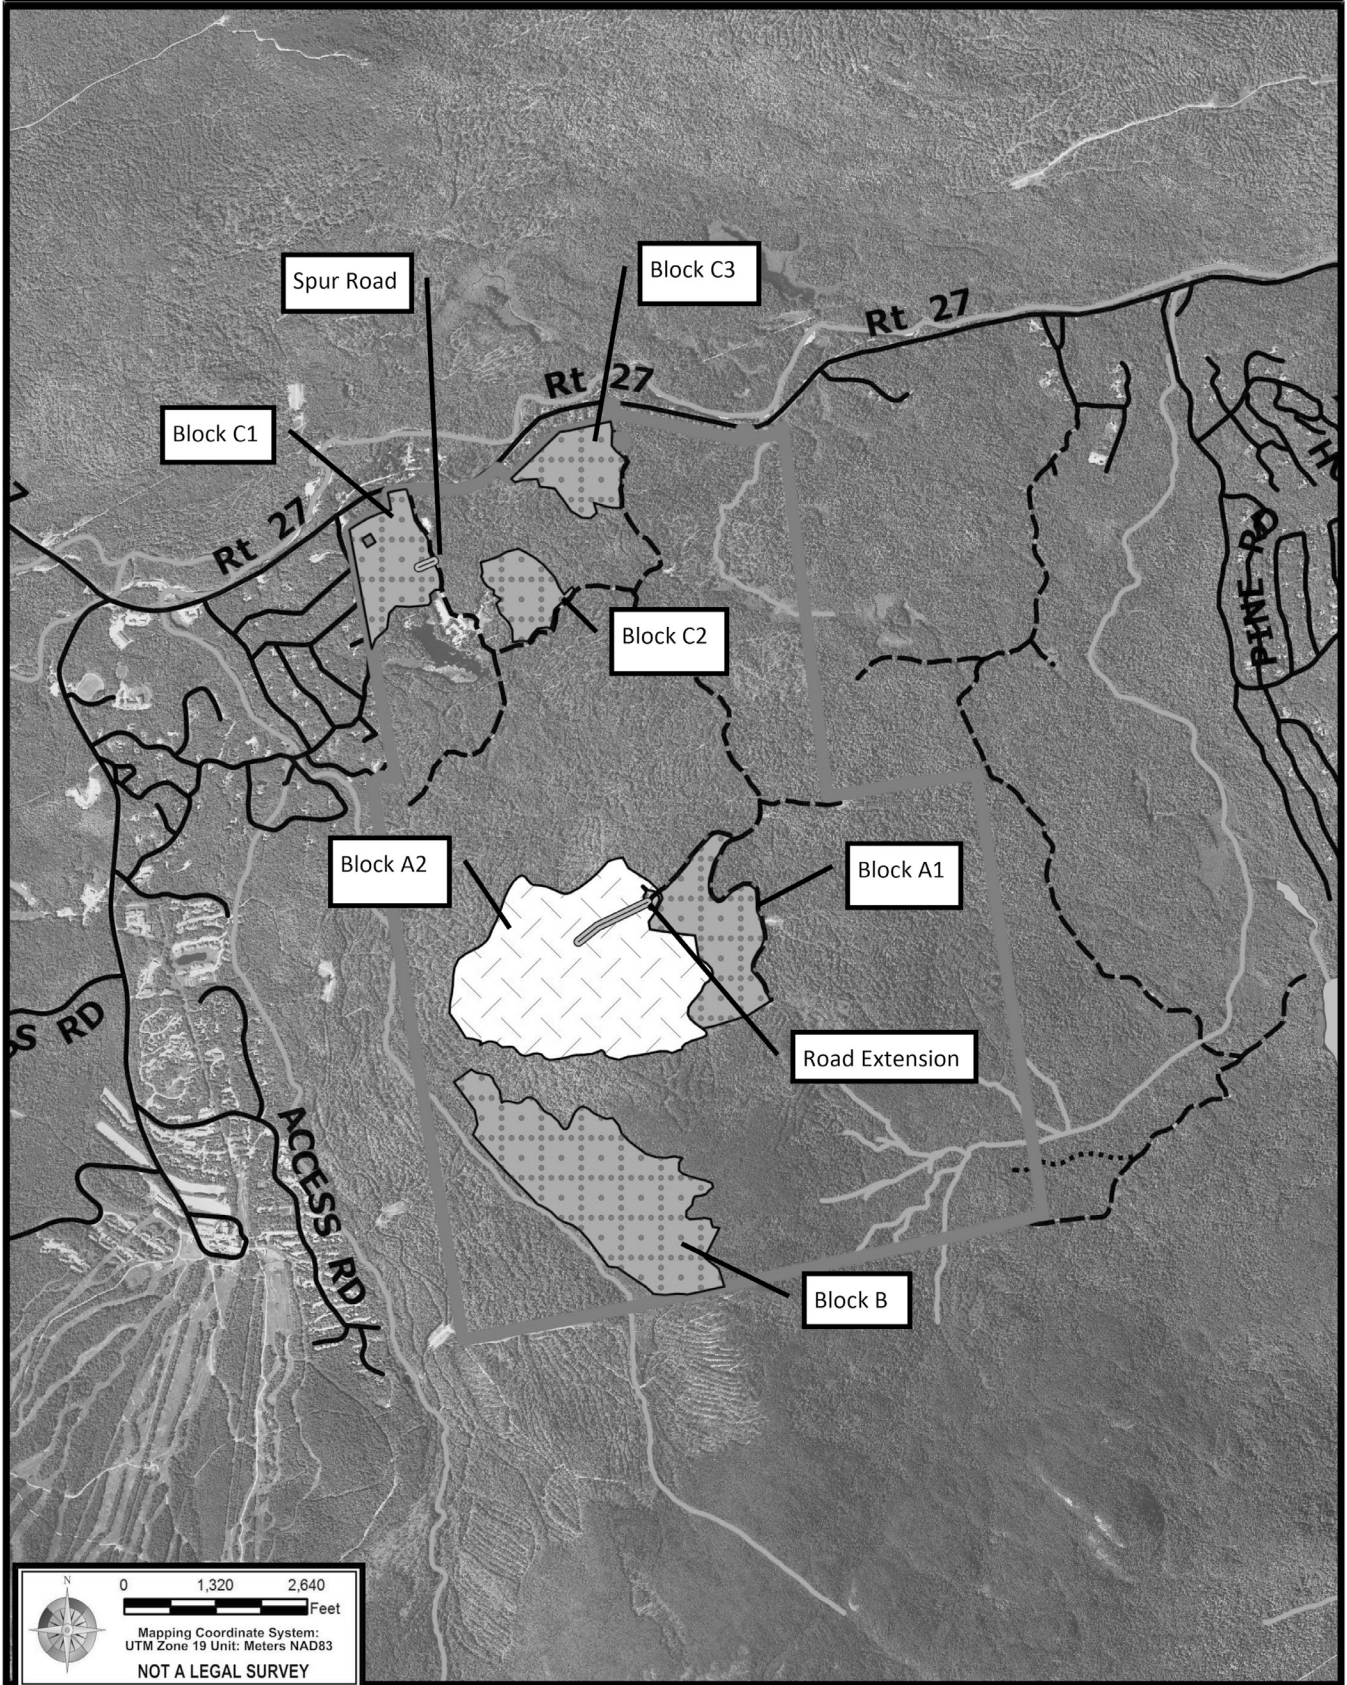 Block C3
Spur Road
Rt 27
Rt 27
Block C1
Rt 27
PINE RD
Block C2
Block A2
Block A1
Road Extension
SS RD
ACCESS RD
Block B
N
0 1,320 2,640
Feet
Mapping Coordinate System:
UTM Zone 19 Unit: Meters NAD83
NOT A LEGAL SURVEY